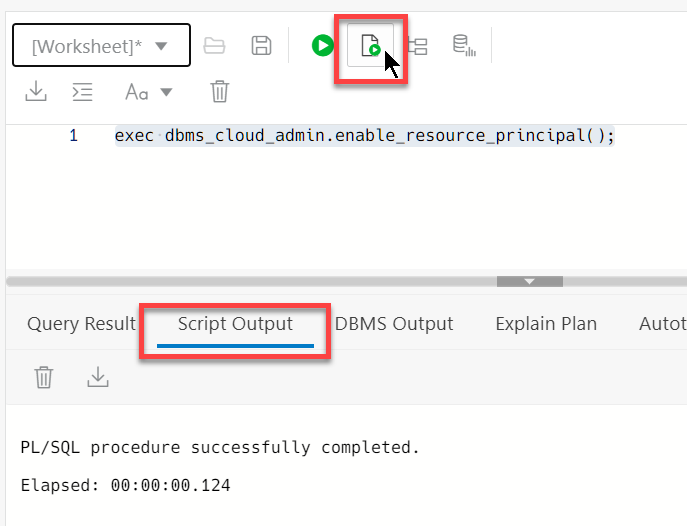 [Worksheet]*
Aa
1 exec dbms_cloud_admin.enable_resource_principal();
Query Result Script Output DBMS Output Explain Plan Autot
PL/SQL procedure successfully completed.
Elapsed: 00:00:00.124